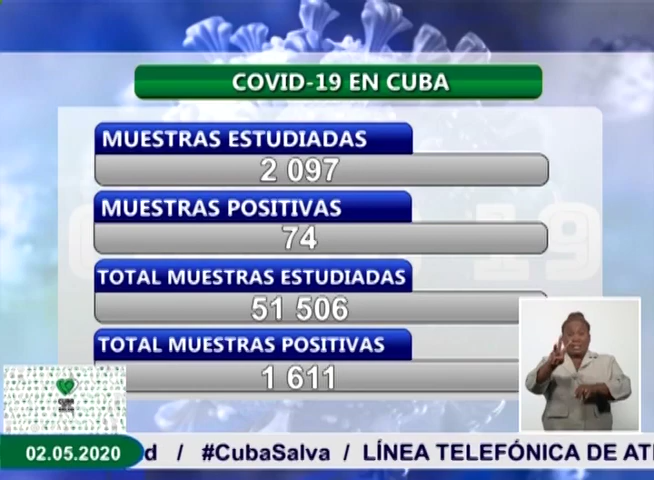 COVID-19 EN CUBA
MUESTRAS ESTUDIADAS
2 097
MUESTRAS POSITIVAS
74
TOTAL MUESTRAS ESTUDIADAS
51 506
TOTAL MUESTRAS POSITIVAS
1 611
02.05.2020 d / #CubaSalva / LÍNEA TELEFÓNICA DE ATE